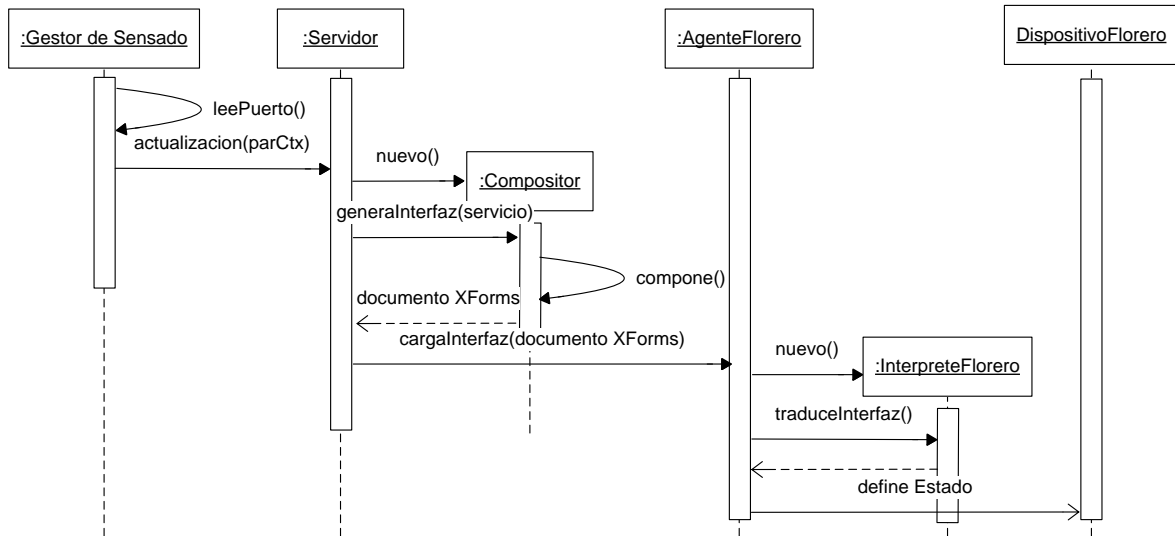 :Gestor de Sensado
:Servidor
:AgenteFlorero
DispositivoFlorero
leePuerto()
actualizacion(parCtx)
nuevo()
:Compositor
generaInterfaz(servicio)
compone()
documento XForms
cargaInterfaz(documento XForms)
nuevo()
:InterpreteFlorero
traduceInterfaz()
define Estado